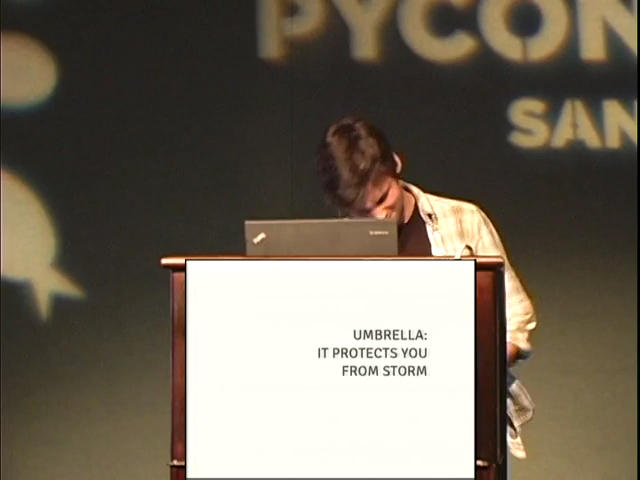 PYCON
SAN
UMBRELLA:
IT PROTECTS YOU
FROM STORM